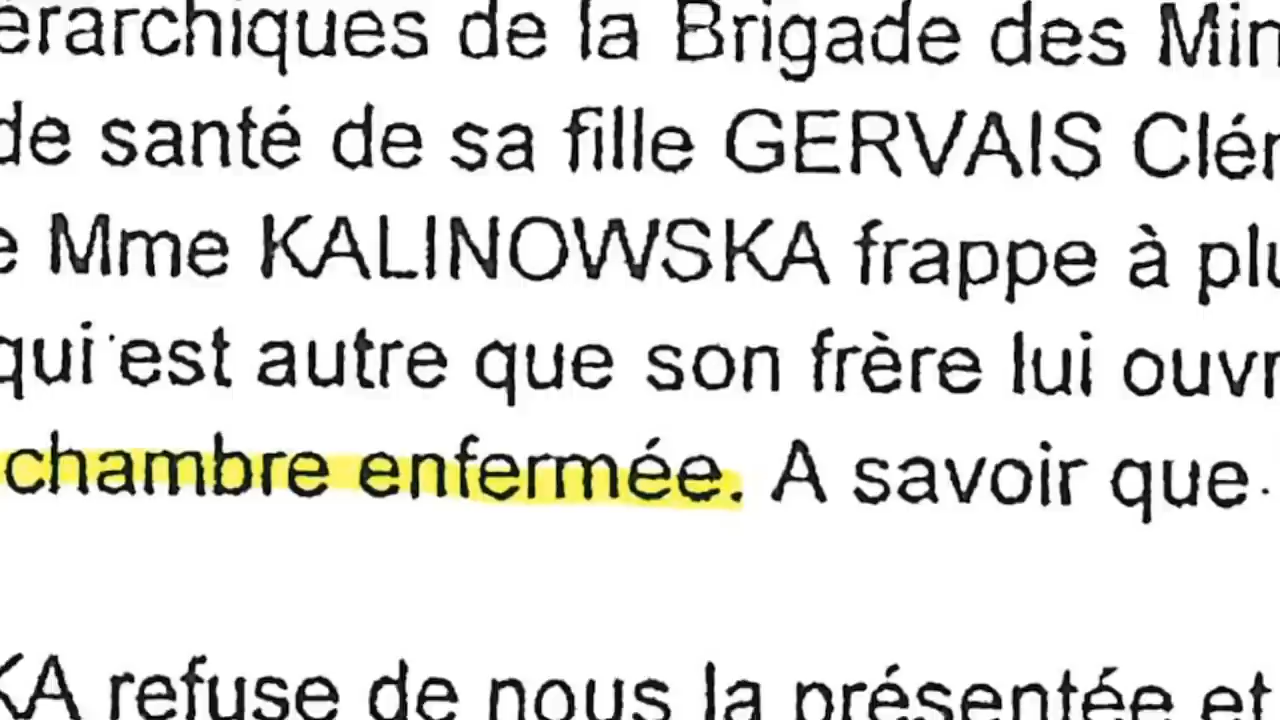 érarchiques de la Brigade des Min
de santé de sa fille GERVAIS Clér
e Mme KALINOWSKA frappe à plu
qui est autre que son frère lui ouvr
chambre enfermée. A savoir que
KA refuse de nous la présentée et